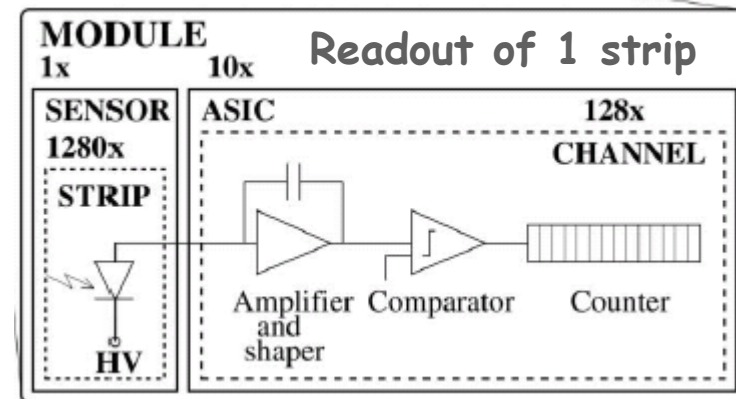 MODULE
Readout of 1 strip
1x
10x
SENSOR
ASIC
128x
1280x
CHANNEL
STRIP
Amplifier
and
shaper
Comparator
Counter
HV